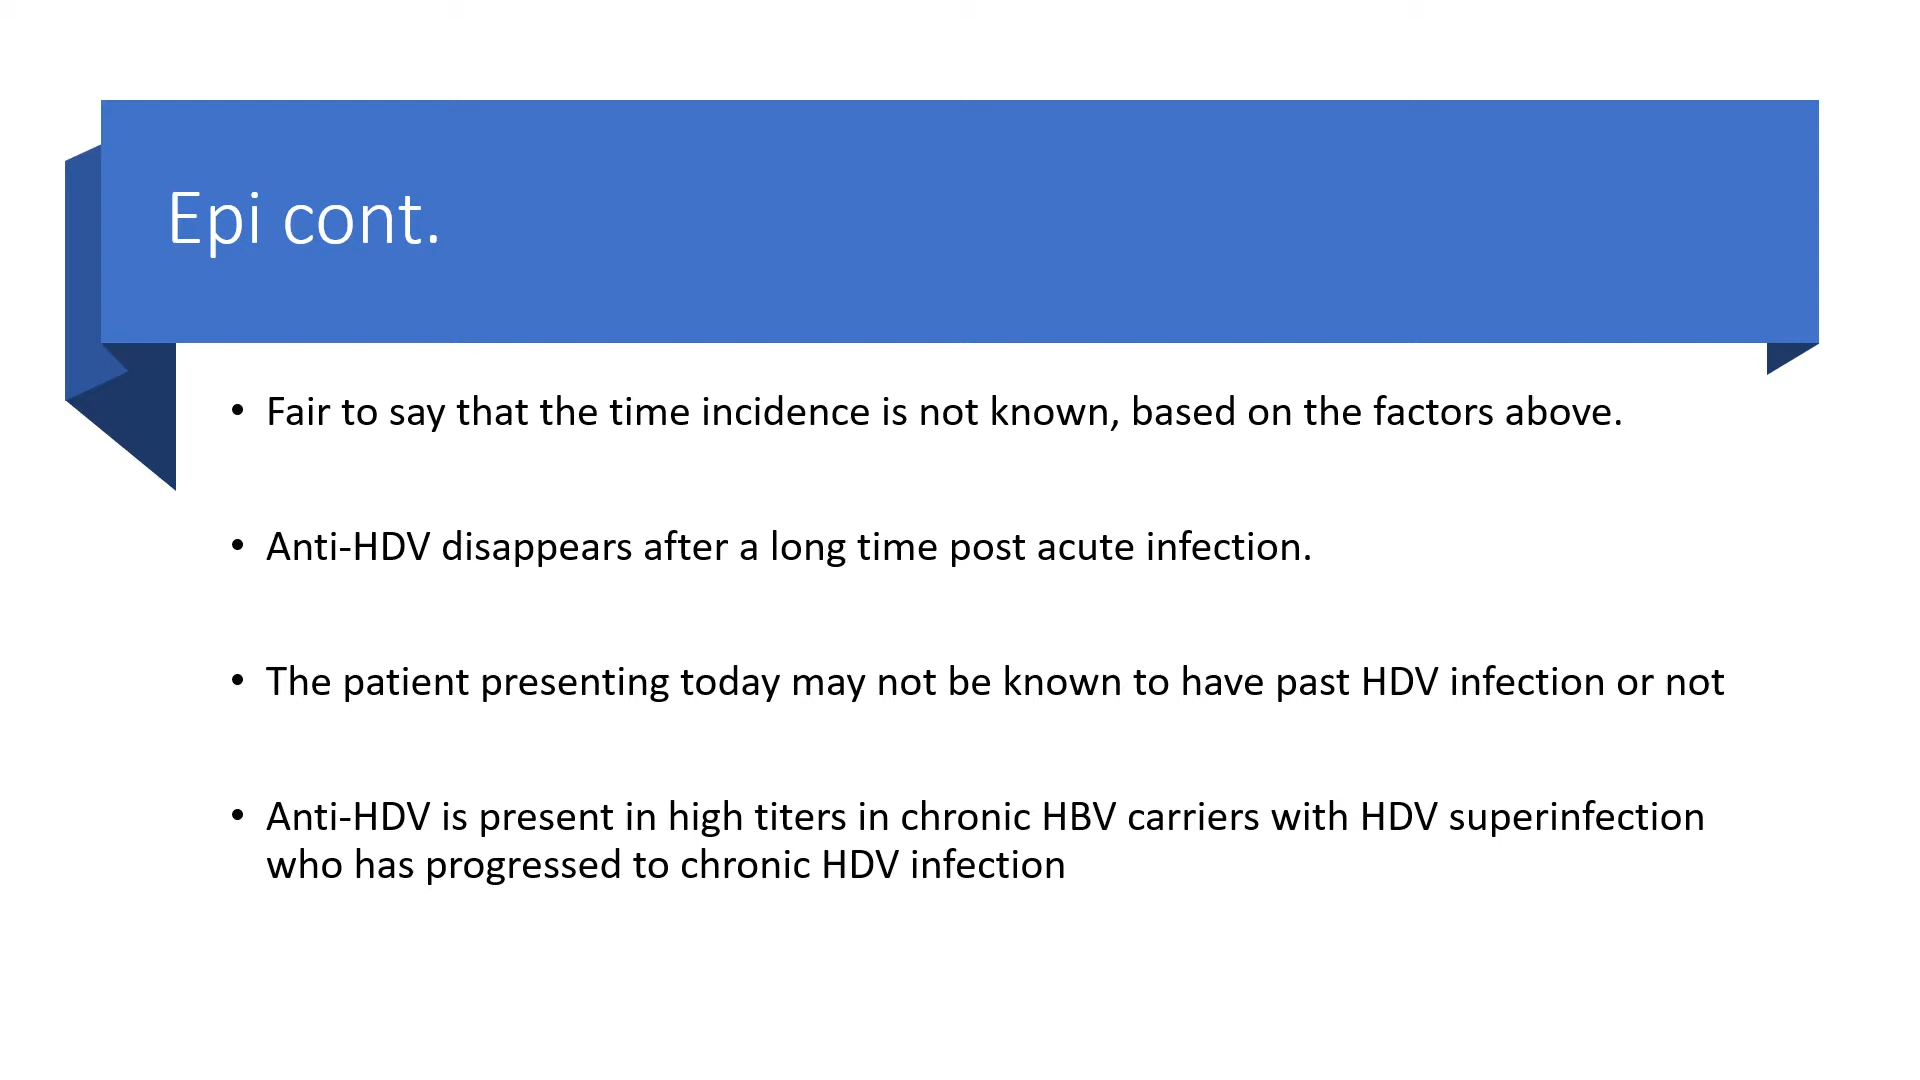 Epi cont.
• Fair to say that the time incidence is not known, based on the factors above.
• Anti-HDV disappears after a long time post acute infection.
• The patient presenting today may not be known to have past HDV infection or not
• Anti-HDV is present in high titers in chronic HBV carriers with HDV superinfection
who has progressed to chronic HDV infection